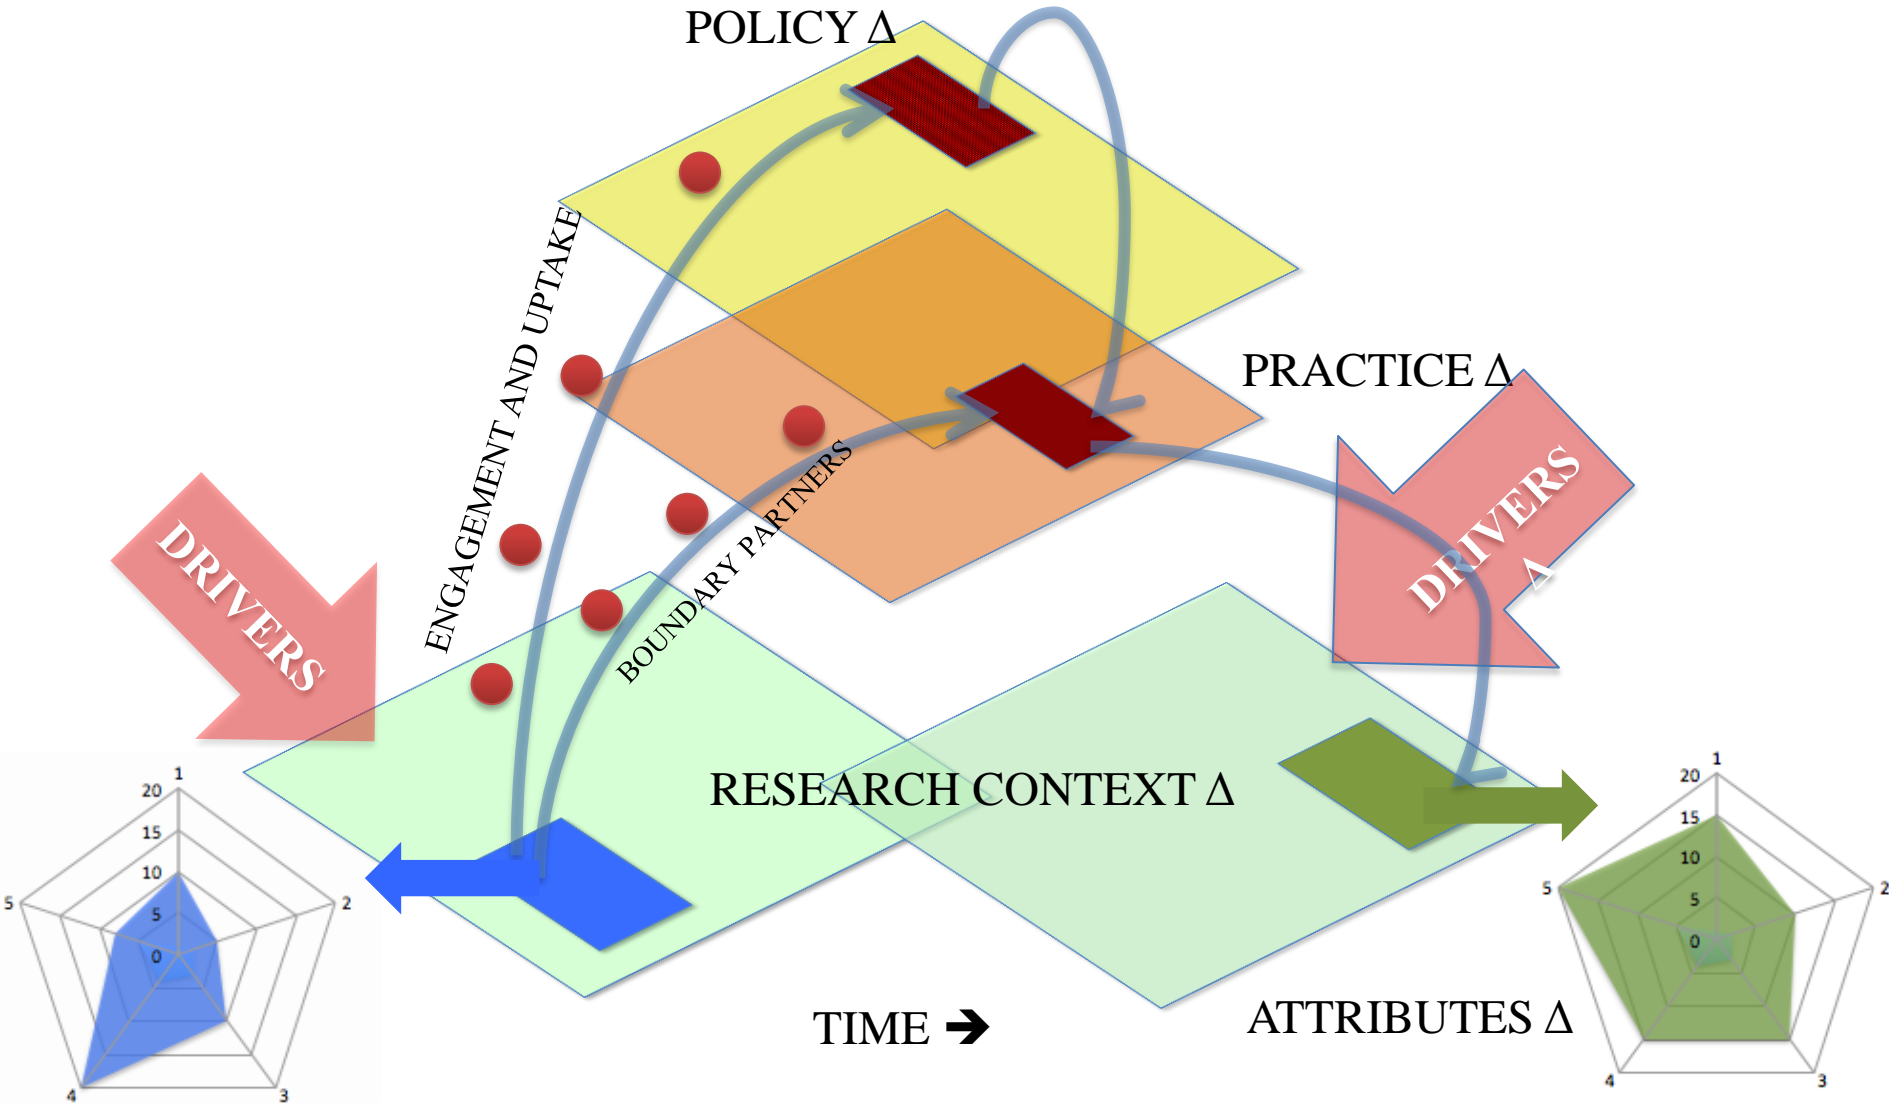 POLICY Δ
ENGAGEMENT AND UPTAKE
PRACTICE Δ
BOUNDARY PARTNERS
DRIVERS
DRIVERS
Δ
RESEARCH CONTEXT Δ
1
20
15
10
5
0
2
3
4
5
1
20
15
10
5
0
2
3
4
5
TIME ➔
ATTRIBUTES Δ